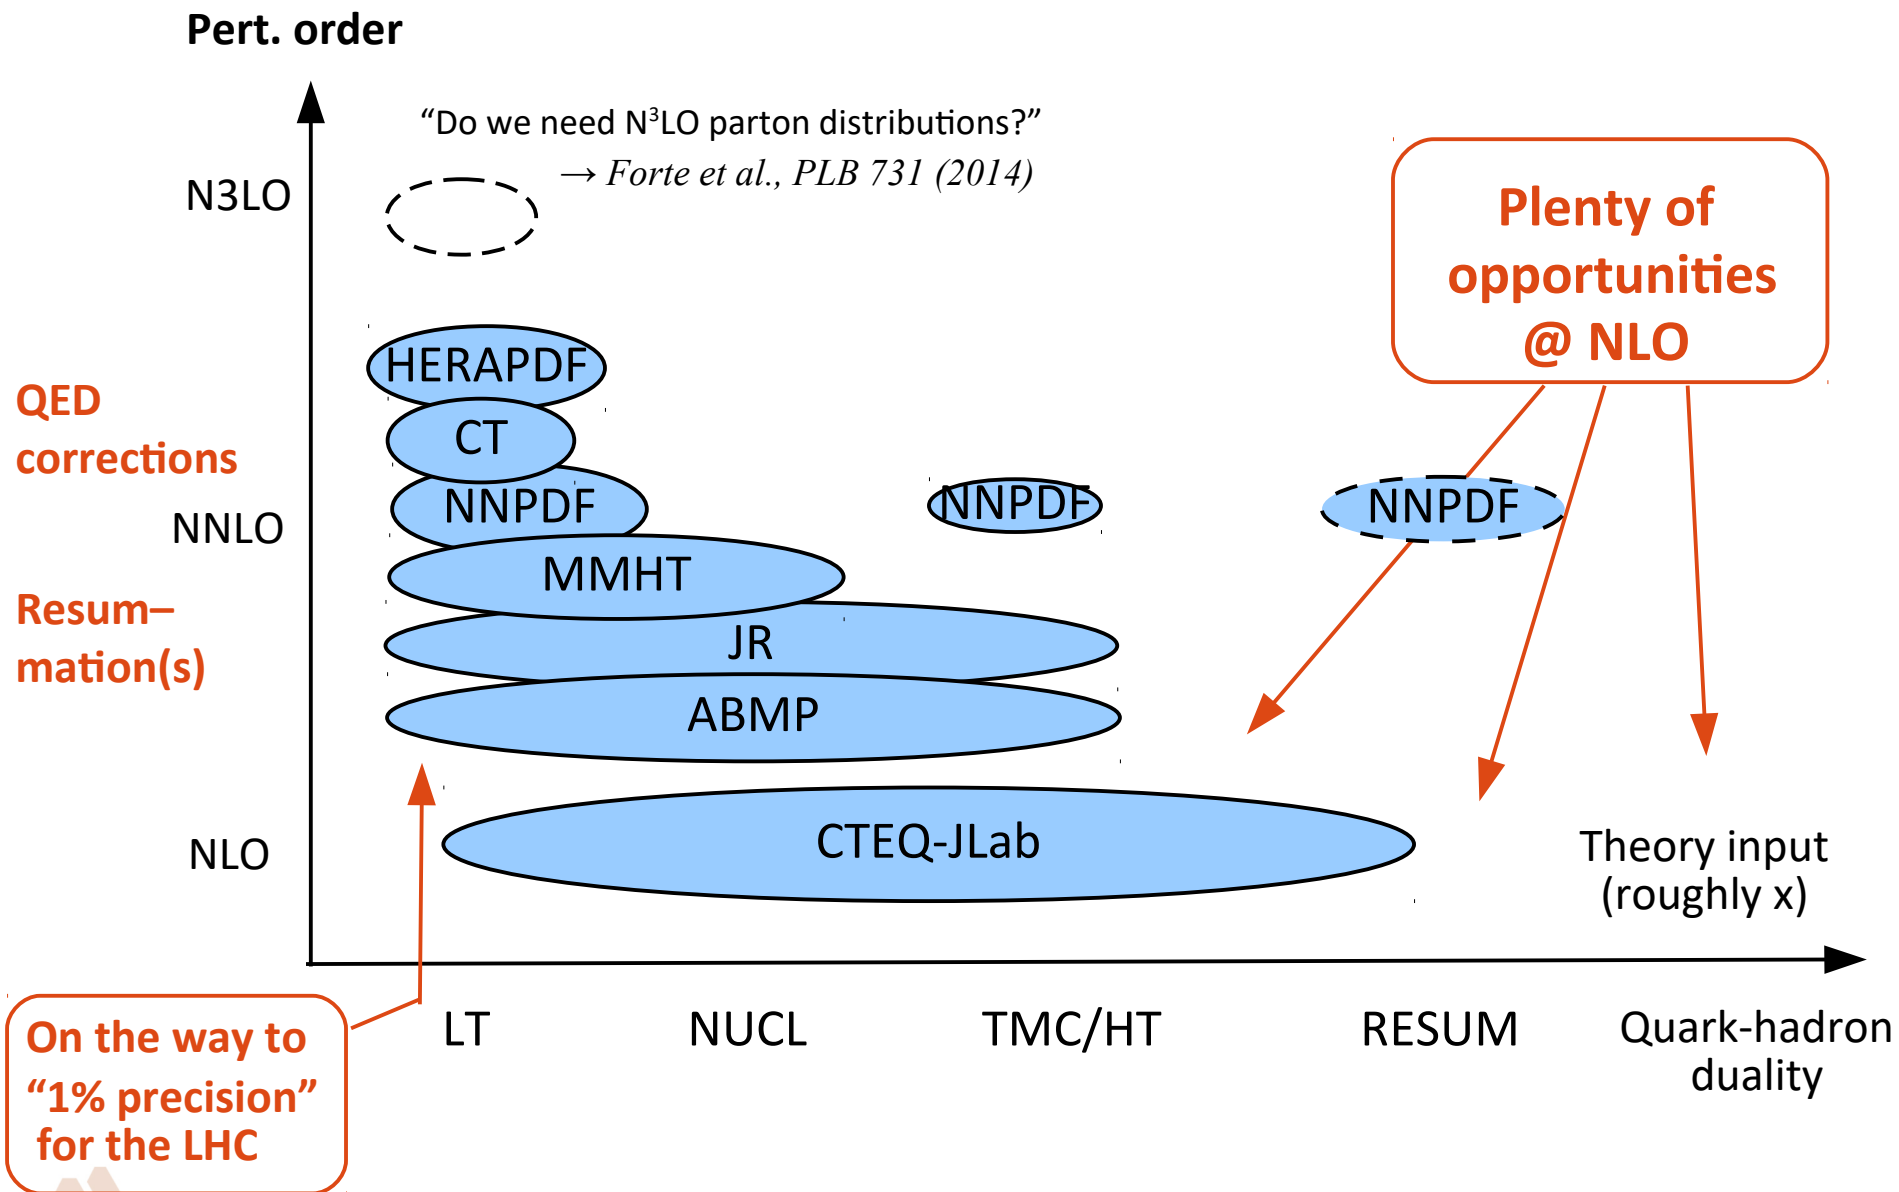 Pert. order
“Do we need N³LO parton distributions?”
→ Forte et al., PLB 731 (2014)
N3LO
Plenty of
opportunities
@ NLO
HERAPDF
QED
corrections
CT
NNPDF
NNPDF
NNPDF
NNLO
MMHT
Resum–
mation(s)
JR
ABMP
NLO
CTEQ-JLab
Theory input
(roughly x)
LT
NUCL
TMC/HT
RESUM
Quark-hadron
duality
On the way to
“1% precision”
for the LHC